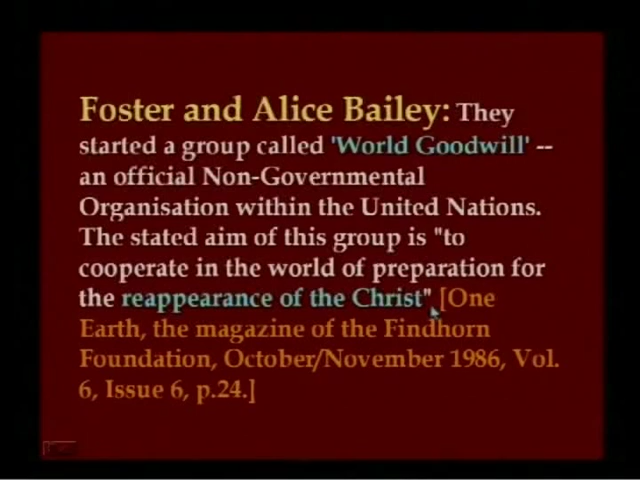 Foster and Alice Bailey: They
started a group called 'World Goodwill' --
an official Non-Governmental
Organisation within the United Nations.
The stated aim of this group is "to
cooperate in the world of preparation for
the reappearance of the Christ" [One
Earth, the magazine of the Findhorn
Foundation, October/November 1986, Vol.
6, Issue 6, p.24.]